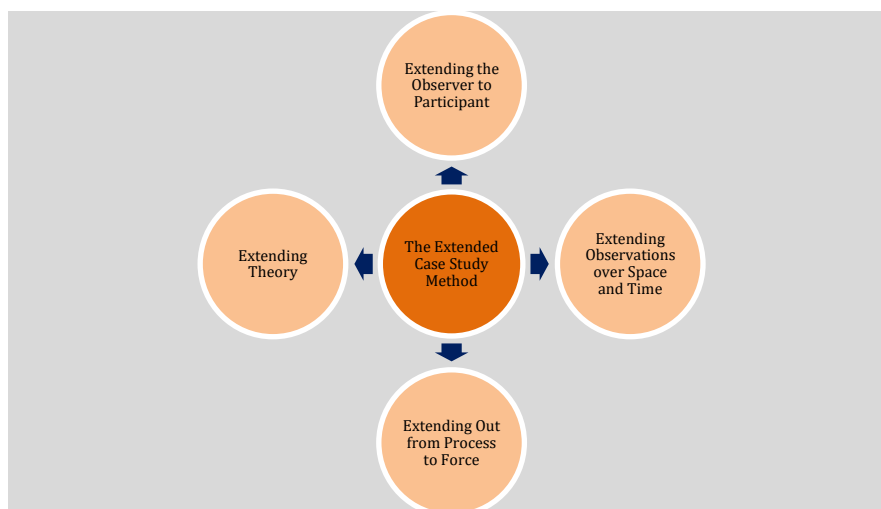 Extending the
Observer to
Participant
Extending
Theory
The Extended
Case Study
Method
Extending
Observations
over Space
and Time
Extending Out
from Process
to Force